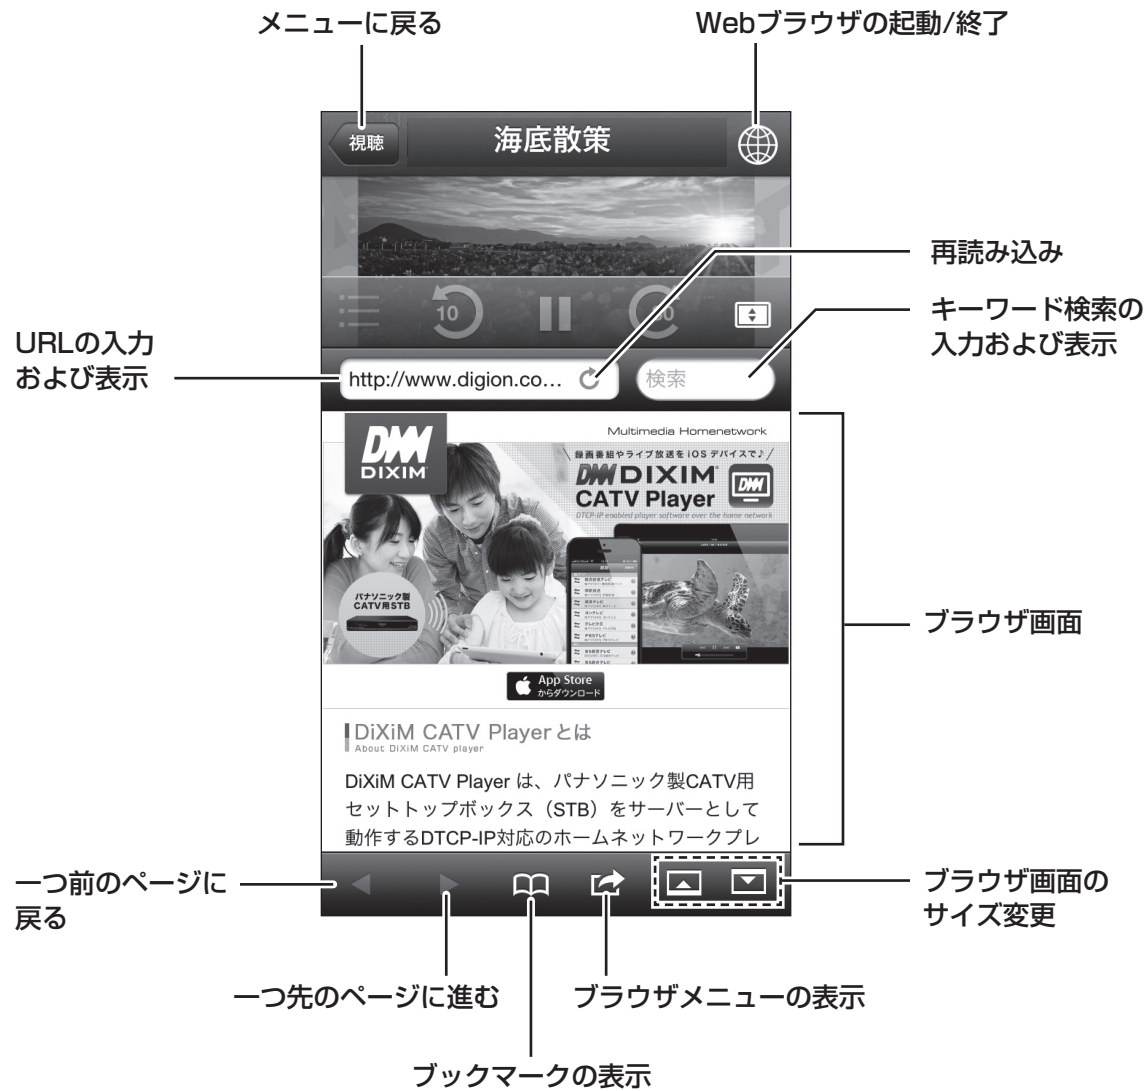 メニューに戻る
Webブラウザの起動/終了
視聴
海底散策
再読み込み
10
キーワード検索の
入力および表示
URLの入力
および表示
http://www.digion.co...
検索
DIXIM
Multimedia Homenetwork
録画番組やライブ放送を iOS デバイスで♪
DIXIM
CATV Player
DTCP-IP enabled player software over the home network
パナソニック製
CATV用STB
ブラウザ画面
App Store
からダウンロード
DiXiM CATV Playerとは
About DiXiM CATV player
DiXiM CATV Player は、パナソニック製CATV用
セットトップボックス（STB）をサーバーとして
動作するDTCP-IP対応のホームネットワークプレ
一つ前のページに
戻る
ブラウザ画面の
サイズ変更
一つ先のページに進む
ブラウザメニューの表示
ブックマークの表示